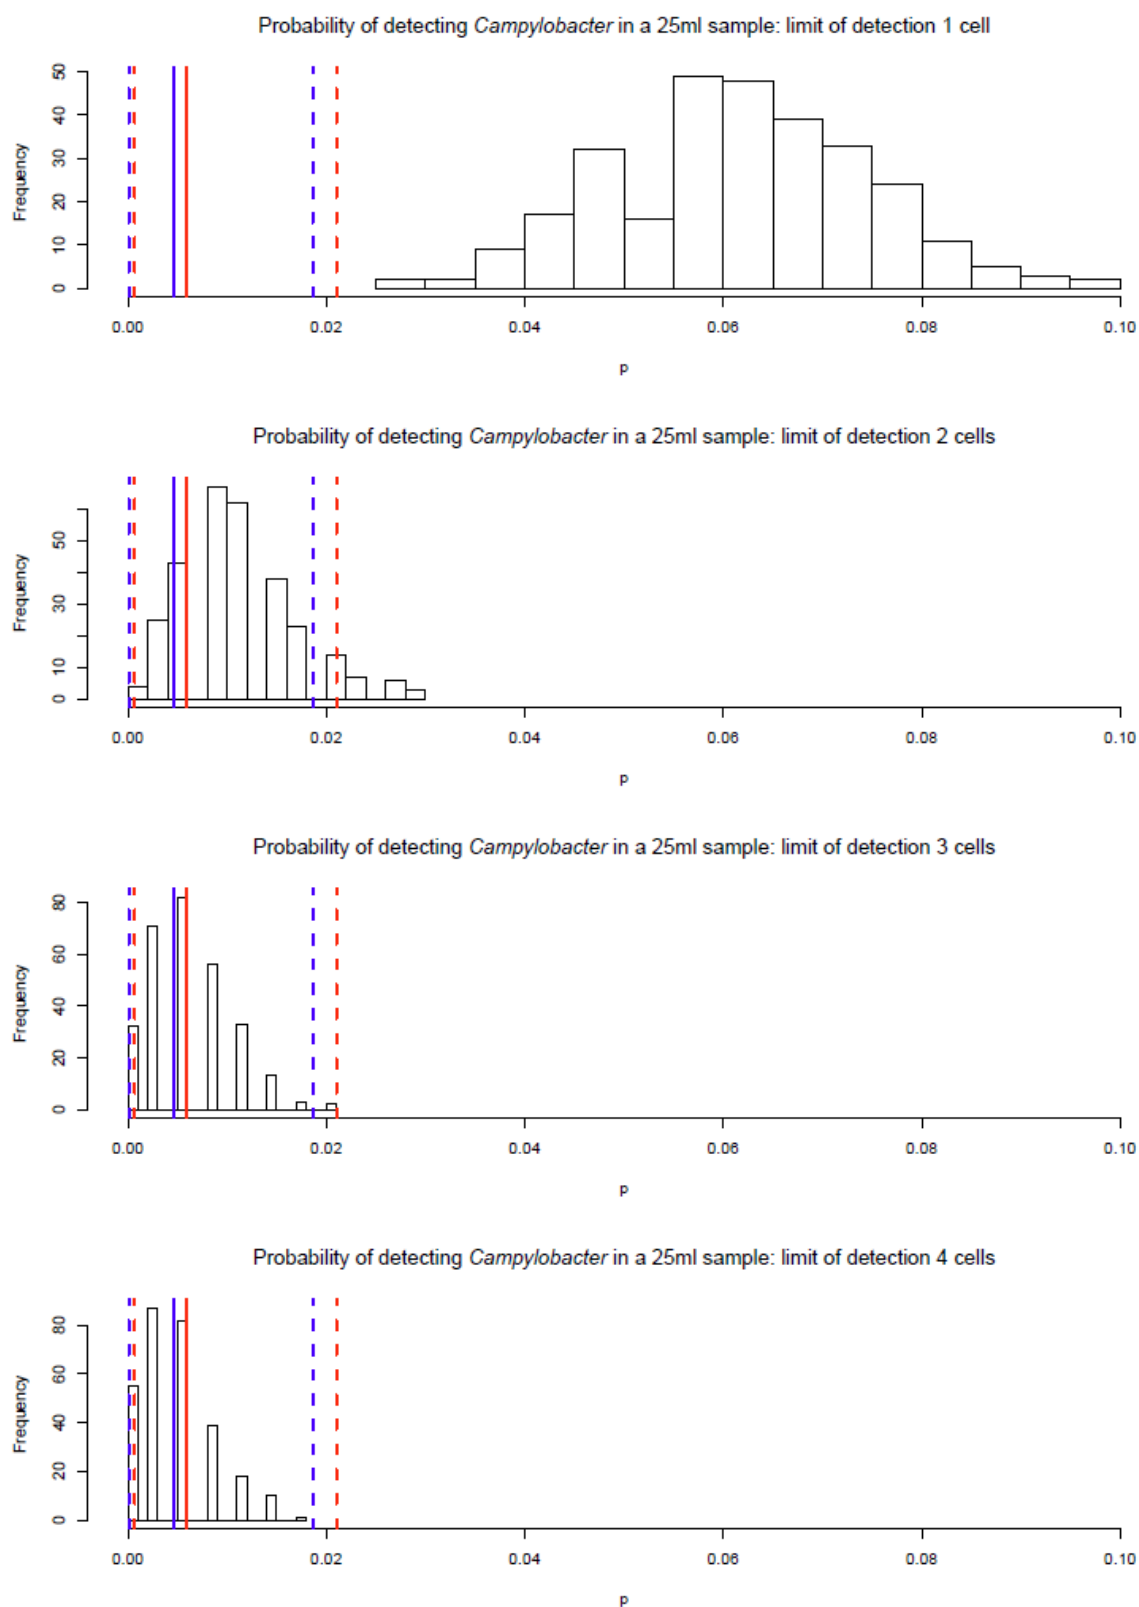 Probability of detecting Campylobacter in a 25ml sample: limit of detection 1 cell
Frequency
50
40
30
20
10
0
0.00 0.02 0.04 0.06 0.08 0.10
p
Probability of detecting Campylobacter in a 25ml sample: limit of detection 2 cells
Frequency
50
30
10
0
0.00 0.02 0.04 0.06 0.08 0.10
p
Probability of detecting Campylobacter in a 25ml sample: limit of detection 3 cells
Frequency
80
60
40
20
0
0.00 0.02 0.04 0.06 0.08 0.10
p
Probability of detecting Campylobacter in a 25ml sample: limit of detection 4 cells
Frequency
80
60
40
20
0
0.00 0.02 0.04 0.06 0.08 0.10
p